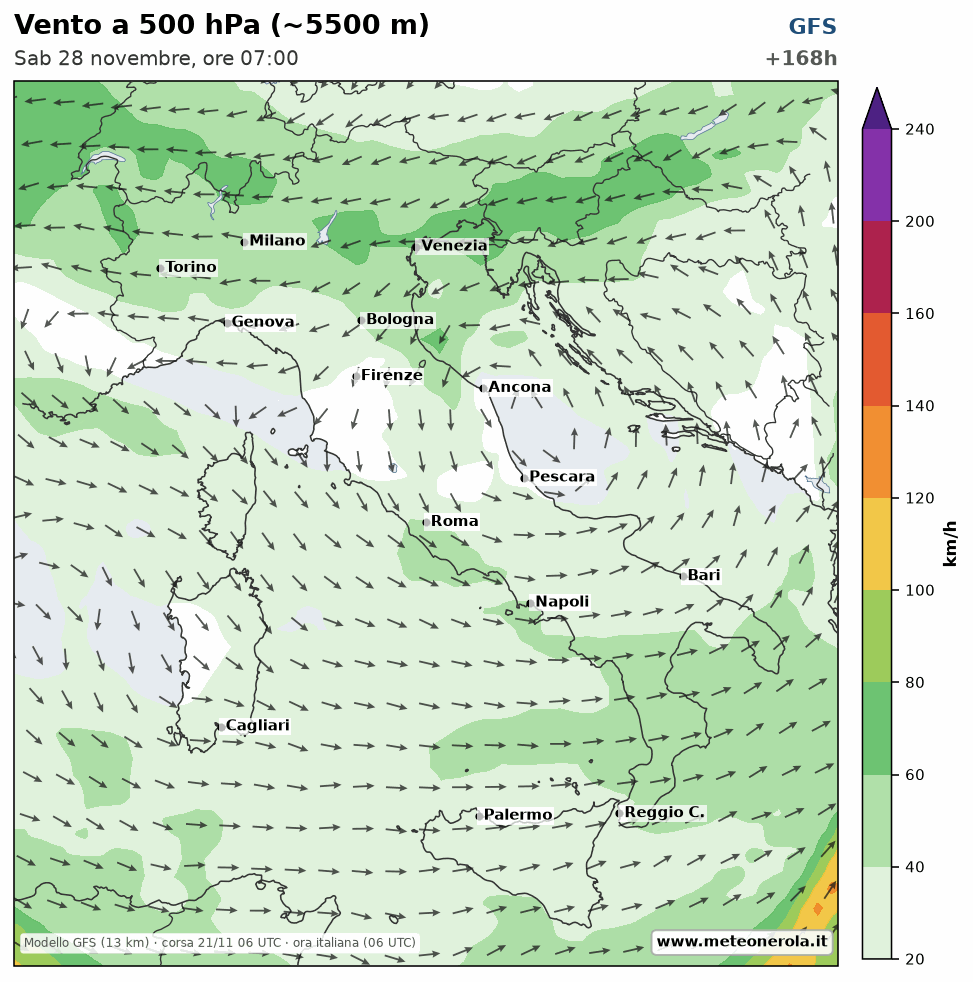 Vento a 500 hPa (~5500 m)
GFS
Sab 28 novembre, ore 07:00
+168h
Milano
Venezia
Torino
Genova
Bologna
Firenze
Ancona
Pescara
Roma
Bari
Napoli
Cagliari
Palermo
Reggio C.
Modello GFS (13 km) · corsa 21/11 06 UTC · ora italiana (06 UTC)
www.meteonerola.it
240
200
160
140
120
100
80
60
40
20
km/h